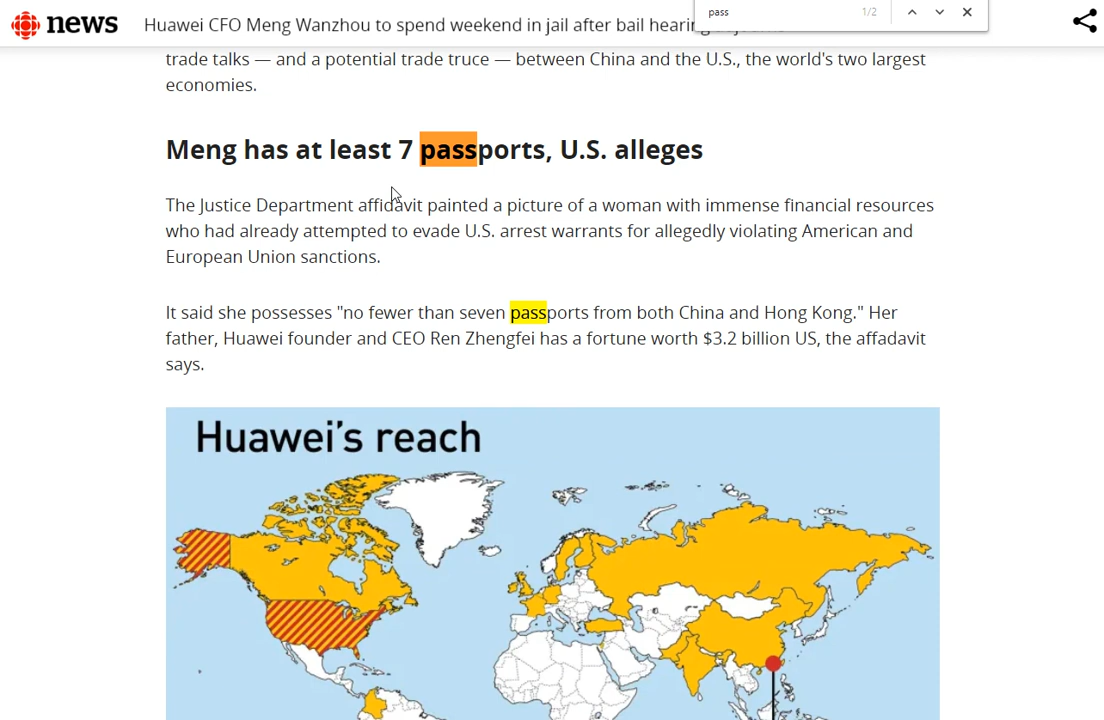 news
Huawei CFO Meng Wanzhou to spend weekend in jail after bail hearing
pass
1/2
trade talks — and a potential trade truce — between China and the U.S., the world's two largest
economies.
Meng has at least 7 passports, U.S. alleges
The Justice Department affidavit painted a picture of a woman with immense financial resources
who had already attempted to evade U.S. arrest warrants for allegedly violating American and
European Union sanctions.
It said she possesses "no fewer than seven passports from both China and Hong Kong." Her
father, Huawei founder and CEO Ren Zhengfei has a fortune worth $3.2 billion US, the affadavit
says.
Huawei's reach